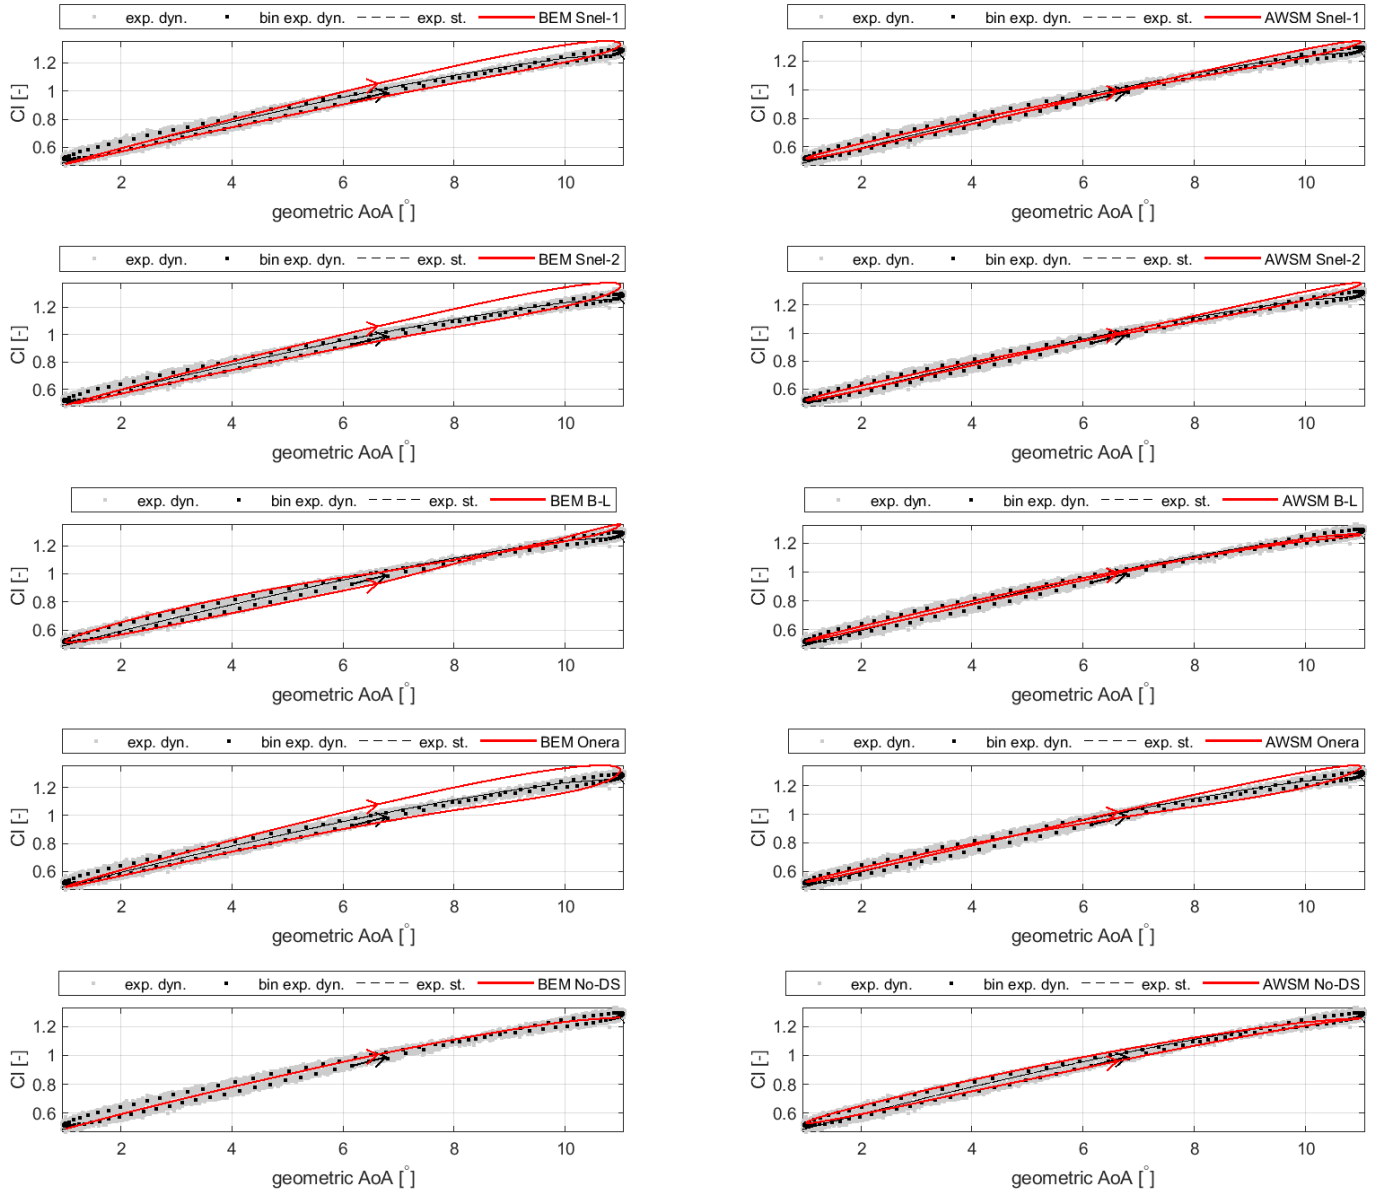 exp. dyn. bin exp. dyn. exp. st. BEM Snel-1
Cl [-]
1.2
1
0.8
0.6
2 4 6 8 10
geometric AoA [°]
exp. dyn. bin exp. dyn. exp. st. AWSM Snel-1
Cl [-]
1.2
1
0.8
0.6
2 4 6 8 10
geometric AoA [°]
exp. dyn. bin exp. dyn. exp. st. BEM Snel-2
Cl [-]
1.2
1
0.8
0.6
2 4 6 8 10
geometric AoA [°]
exp. dyn. bin exp. dyn. exp. st. AWSM Snel-2
Cl [-]
1.2
1
0.8
0.6
2 4 6 8 10
geometric AoA [°]
exp. dyn. bin exp. dyn. exp. st. BEM B-L
Cl [-]
1.2
1
0.8
0.6
2 4 6 8 10
geometric AoA [°]
exp. dyn. bin exp. dyn. exp. st. AWSM B-L
Cl [-]
1.2
1
0.8
0.6
2 4 6 8 10
geometric AoA [°]
exp. dyn. bin exp. dyn. exp. st. BEM Onera
Cl [-]
1.2
1
0.8
0.6
2 4 6 8 10
geometric AoA [°]
exp. dyn. bin exp. dyn. exp. st. AWSM Onera
Cl [-]
1.2
1
0.8
0.6
2 4 6 8 10
geometric AoA [°]
exp. dyn. bin exp. dyn. exp. st. BEM No-DS
Cl [-]
1.2
1
0.8
0.6
2 4 6 8 10
geometric AoA [°]
exp. dyn. bin exp. dyn. exp. st. AWSM No-DS
Cl [-]
1.2
1
0.8
0.6
2 4 6 8 10
geometric AoA [°]